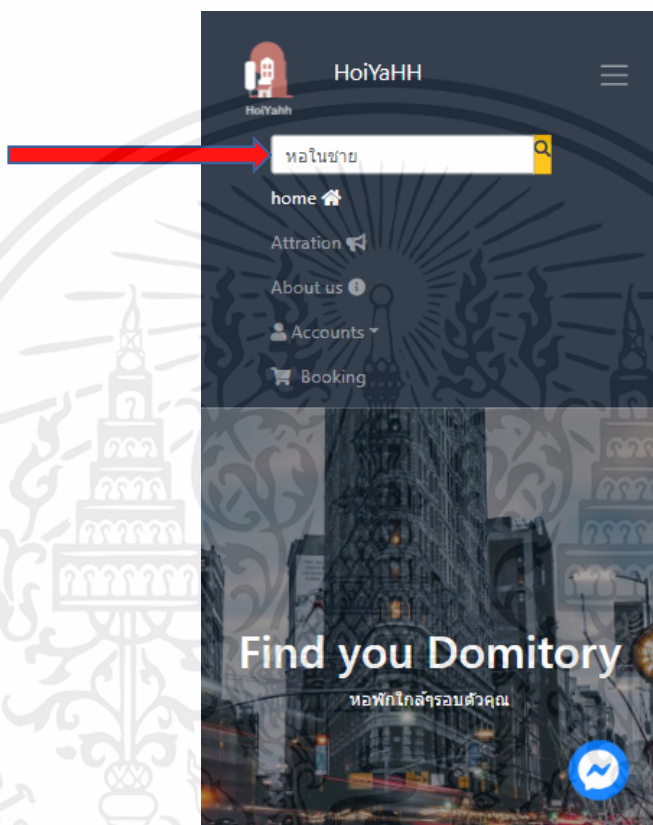 HoiYaHH
HoiYahh
หอในชาย
home
Attration
About us
Accounts
Booking
Find you Domitory
หอพักใกล้ๆรอบตัวคุณ